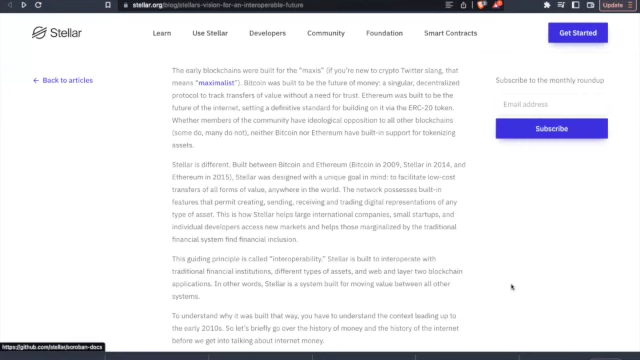 stellar.org/blog/stellars-vision-for-an-interoperable-future
Update
Stellar
Learn
Use Stellar
Developers
Community
Foundation
Smart Contracts
Get Started
← Back to articles
The early blockchains were built for the "maxis" (if you're new to crypto Twitter slang, that
means "maximalist"). Bitcoin was built to be the future of money: a singular, decentralized
protocol to track transfers of value without a need for trust. Ethereum was built to be the
future of the internet, setting a definitive standard for building on it via the ERC-20 token.
Whether members of the community have ideological opposition to all other blockchains
(some do, many do not), neither Bitcoin nor Ethereum have built-in support for tokenizing
assets.
Stellar is different. Built between Bitcoin and Ethereum (Bitcoin in 2009, Stellar in 2014, and
Ethereum in 2015), Stellar was designed with a unique goal in mind: to facilitate low-cost
transfers of all forms of value, anywhere in the world. The network possesses built-in
features that permit creating, sending, receiving and trading digital representations of any
type of asset. This is how Stellar helps large international companies, small startups, and
individual developers access new markets and helps those marginalized by the traditional
financial system find financial inclusion.
This guiding principle is called "interoperability." Stellar is built to interoperate with
traditional financial institutions, different types of assets, and web and layer two blockchain
applications. In other words, Stellar is a system built for moving value between all other
systems.
To understand why it was built that way, you have to understand the context leading up to
the early 2010s. So let's briefly go over the history of money and the history of the internet
before we get into talking about internet money.
Subscribe to the monthly roundup
Email address
Subscribe
https://github.com/stellar/soroban-docs